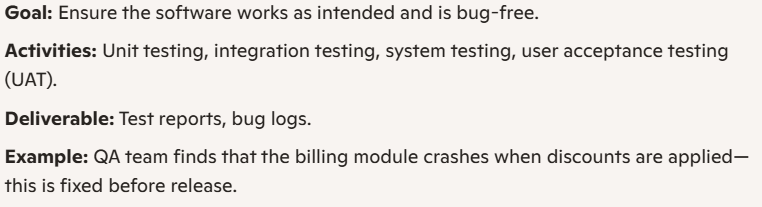 Goal: Ensure the software works as intended and is bug-free.
Activities: Unit testing, integration testing, system testing, user acceptance testing
(UAT).
Deliverable: Test reports, bug logs.
Example: QA team finds that the billing module crashes when discounts are applied—
this is fixed before release.